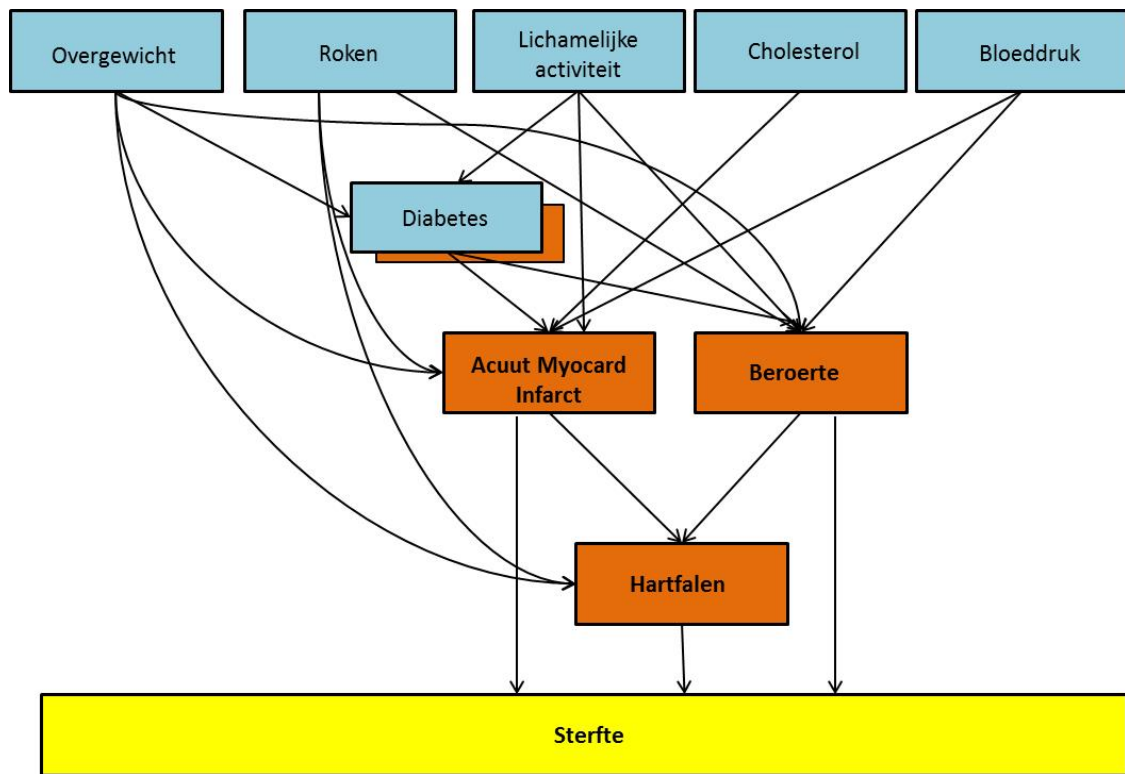 Overgewicht
Roken
Lichamelijke
activiteit
Cholesterol
Bloeddruk
Diabetes
Acuut Myocard
Infarct
Beroerte
Hartfalen
Sterfte